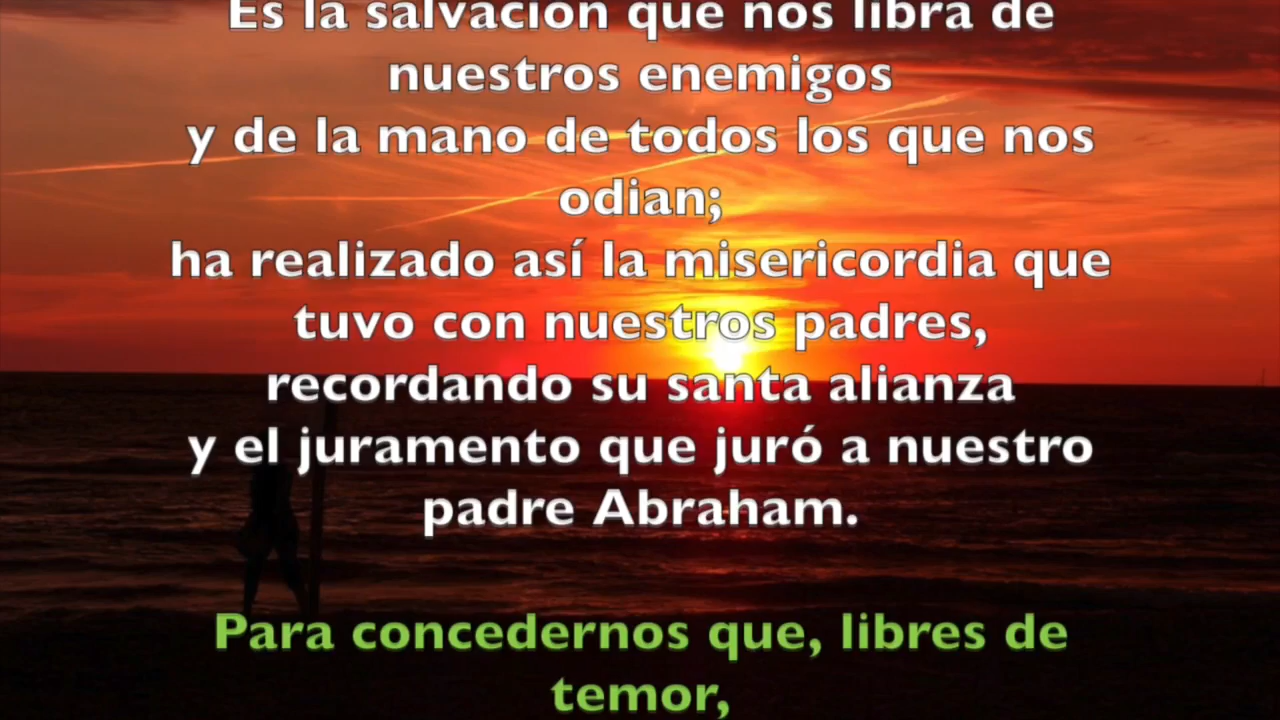 Es la salvación que nos libra de
nuestros enemigos
y de la mano de todos los que nos
odian;
ha realizado así la misericordia que
tuvo con nuestros padres,
recordando su santa alianza
y el juramento que juró a nuestro
padre Abraham.
Para concedernos que, libres de
temor,